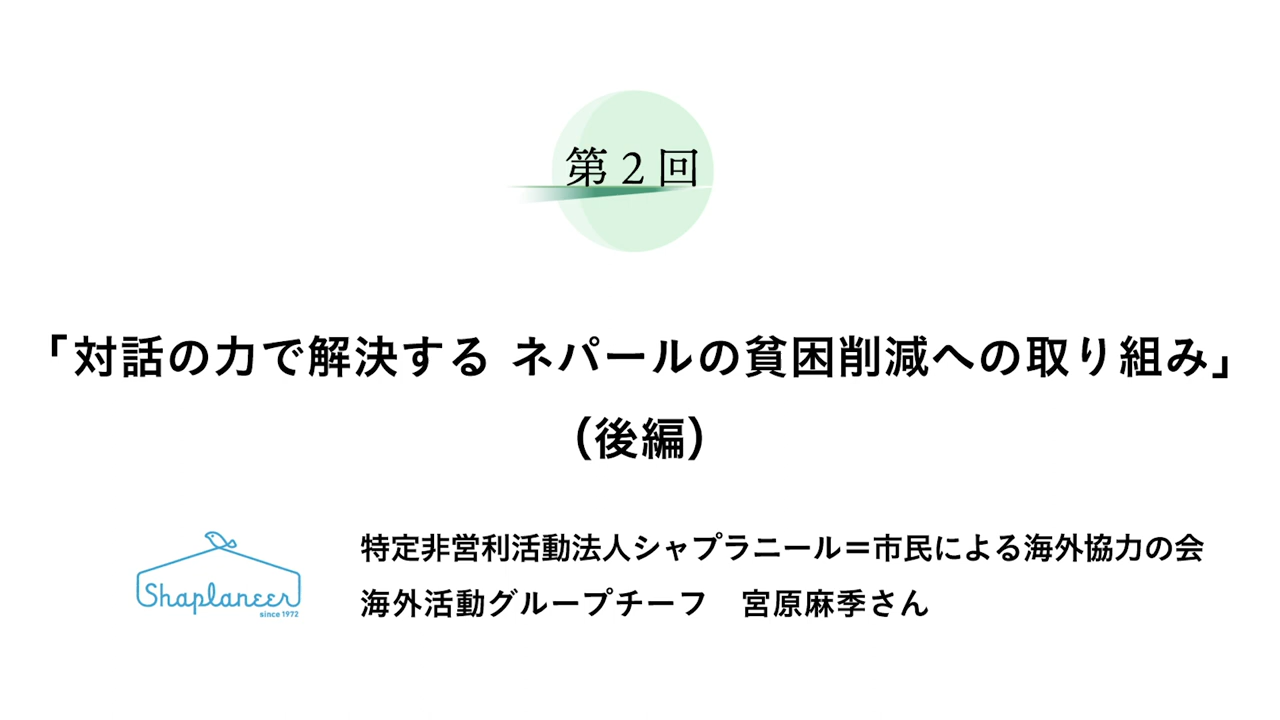 第2回
「対話の力で解決する ネパールの貧困削減への取り組み」
（後編）
Shaplaneer
since 1972
特定非営利活動法人シャプラニール＝市民による海外協力の会
海外活動グループチーフ　宮原麻季さん